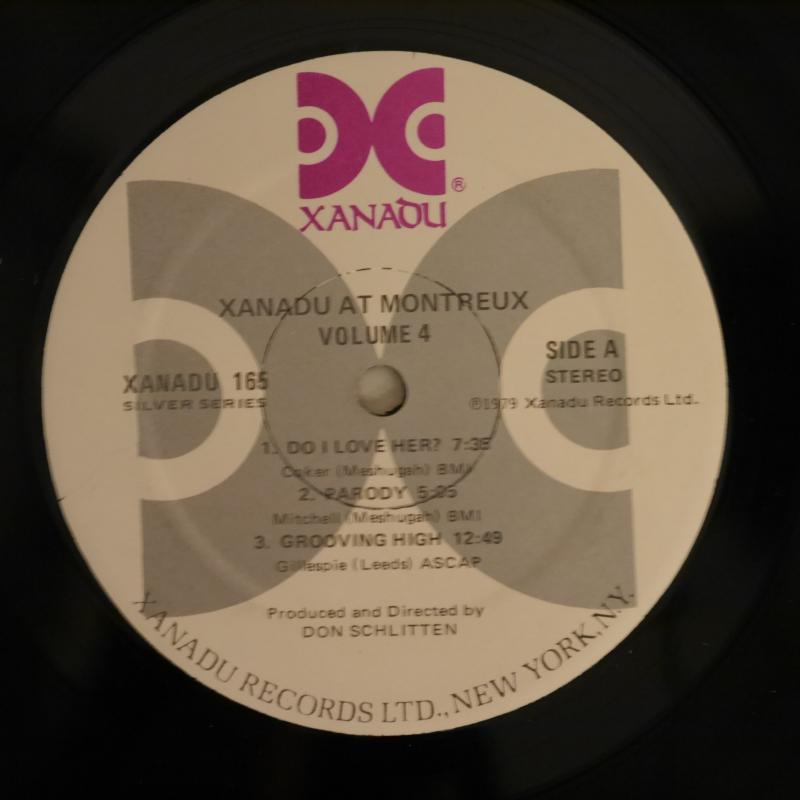 ®
XANADU
XANADU AT MONTREUX
VOLUME 4
SIDE A
STEREO
XANADU 165
SILVER SERIES
℗1979 Xanadu Records Ltd.
1. DO I LOVE HER? 7:38
Coker (Meshugah) BMI
2. PARODY 5:25
Mitchell (Meshugah) BMI
3. GROOVING HIGH 12:49
Gillespie (Leeds) ASCAP
Produced and Directed by
DON SCHLITTEN
XANADU RECORDS LTD., NEW YORK, N.Y.